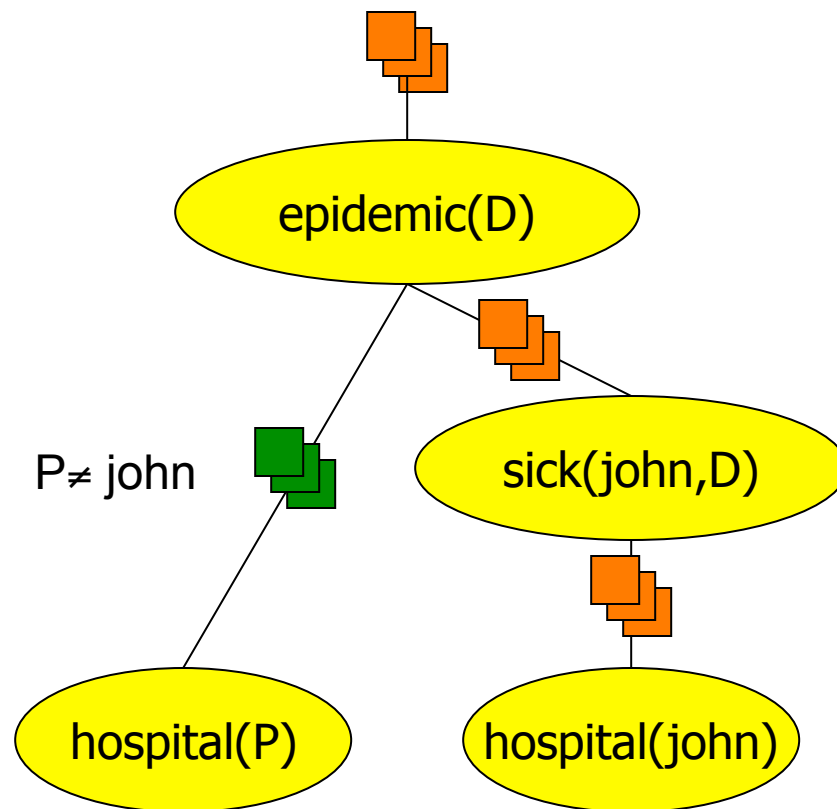 epidemic(D)
sick(john,D)
P≠ john
hospital(P)
hospital(john)